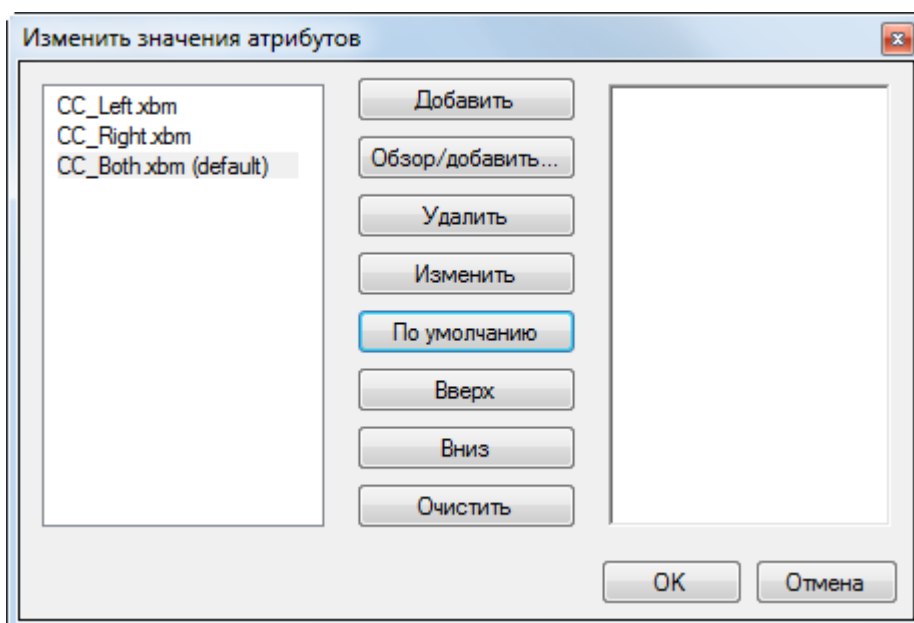 Изменить значения атрибутов
CC_Left.xbm
CC_Right.xbm
CC_Both.xbm (default)
Добавить
Обзор/добавить...
Удалить
Изменить
По умолчанию
Вверх
Вниз
Очистить
OK
Отмена